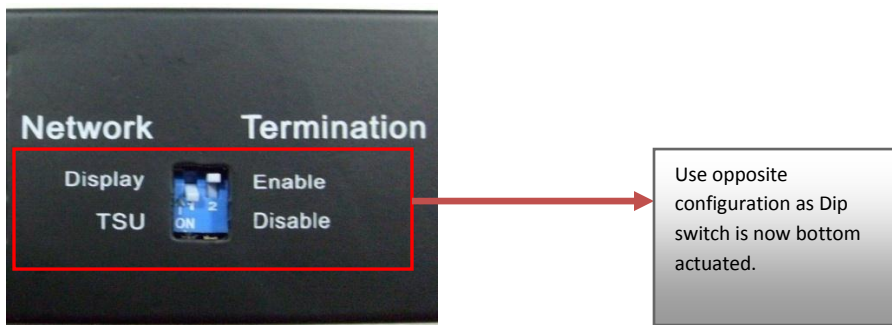 Network Termination
Display Enable
TSU Disable
1 2
ON
Use opposite
configuration as Dip
switch is now bottom
actuated.